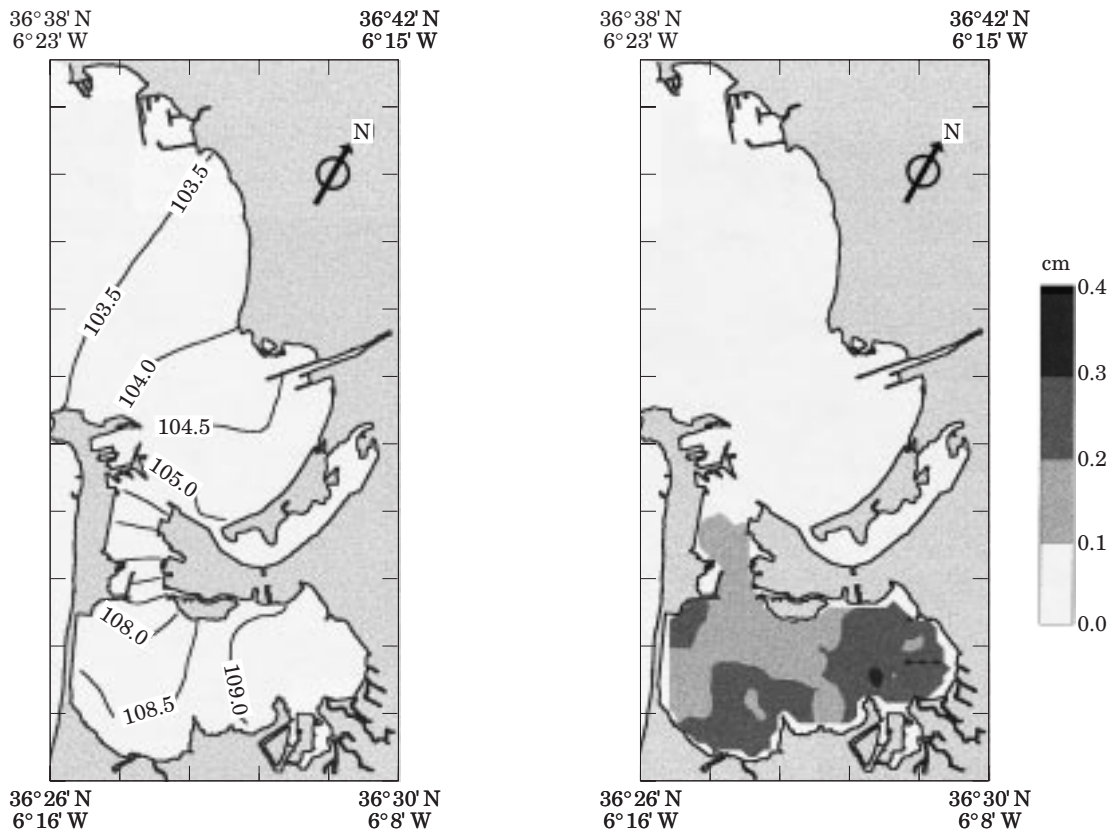 36°38' N
6°23' W
36°42' N
6°15' W
36°38' N
6°23' W
36°42' N
6°15' W
N
103.5
103.5
104.0
104.5
105.0
108.0
108.5
109.0
36°26' N
6°16' W
36°30' N
6°8' W
N
cm
0.4
0.3
0.2
0.1
0.0
36°26' N
6°16' W
36°30' N
6°8' W